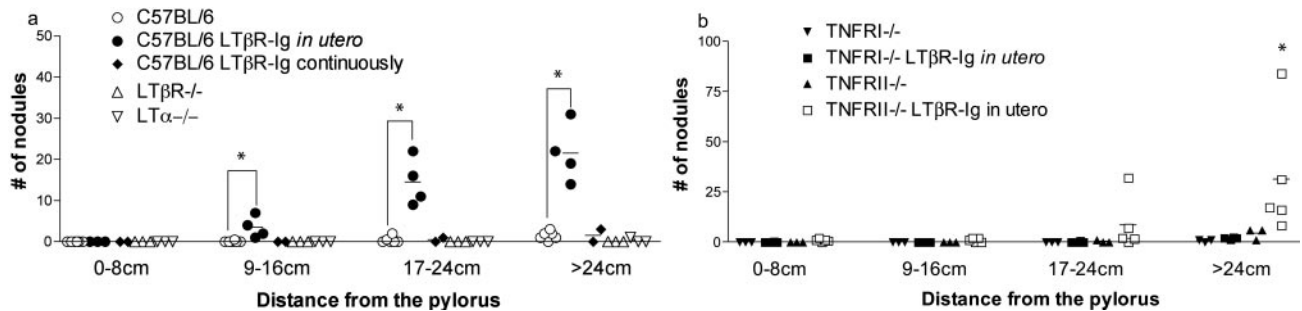 a
C57BL/6
C57BL/6 LTβR-Ig in utero
C57BL/6 LTβR-Ig continuously
LTβR-/-
LTα−/−
# of nodules
50
40
30
20
10
0
*
*
*
0-8cm
9-16cm
17-24cm
>24cm
Distance from the pylorus
b
TNFRI-/-
TNFRI-/- LTβR-Ig in utero
TNFRII-/-
TNFRII-/- LTβR-Ig in utero
# of nodules
100
75
50
25
0
*
0-8cm
9-16cm
17-24cm
>24cm
Distance from the pylorus